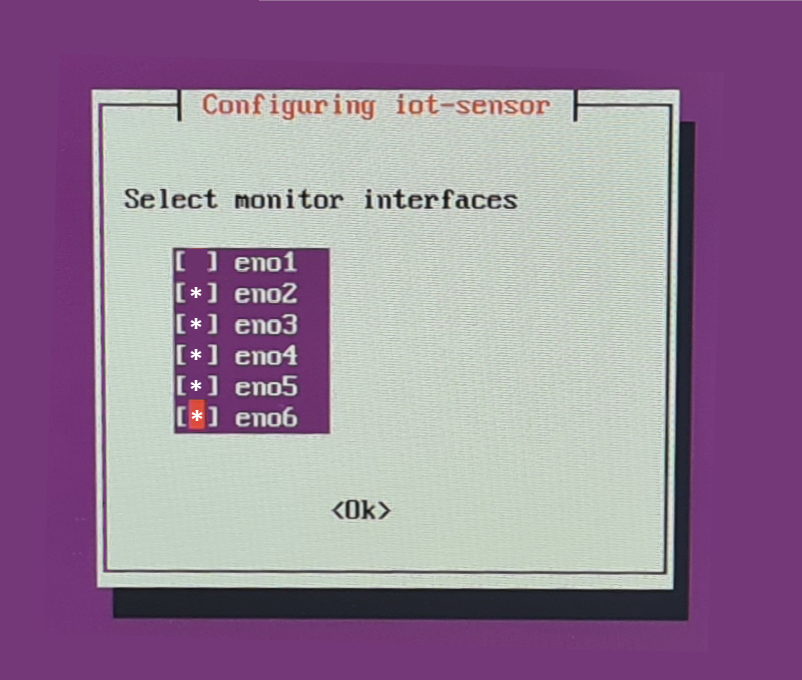 Configuring iot-sensor
Select monitor interfaces
[ ] eno1
[*] eno2
[*] eno3
[*] eno4
[*] eno5
[*] eno6
<Ok>